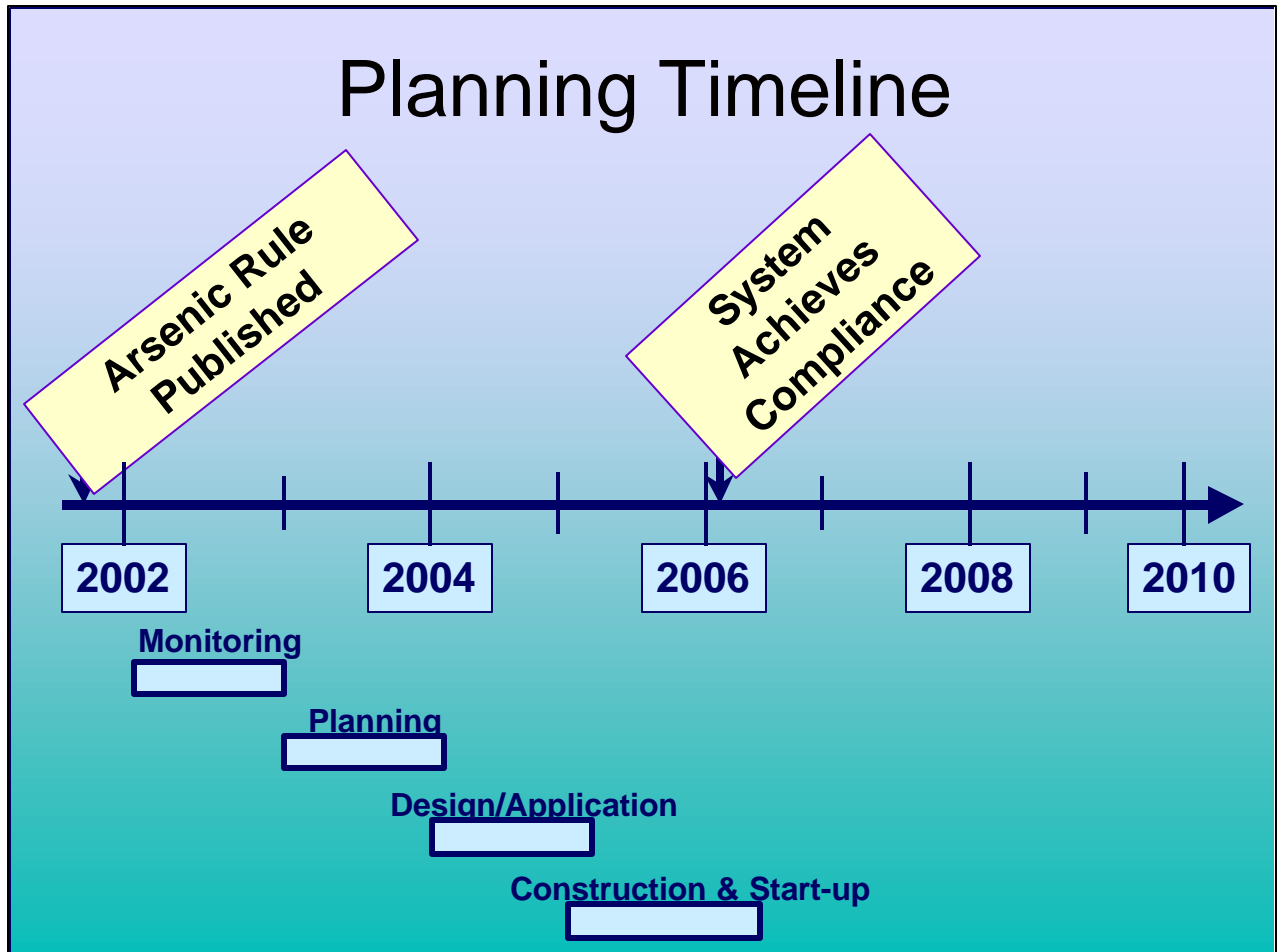 Planning Timeline
Arsenic Rule
Published
System
Achieves
Compliance
2002
2004
2006
2008
2010
Monitoring
Planning
Design/Application
Construction & Start-up